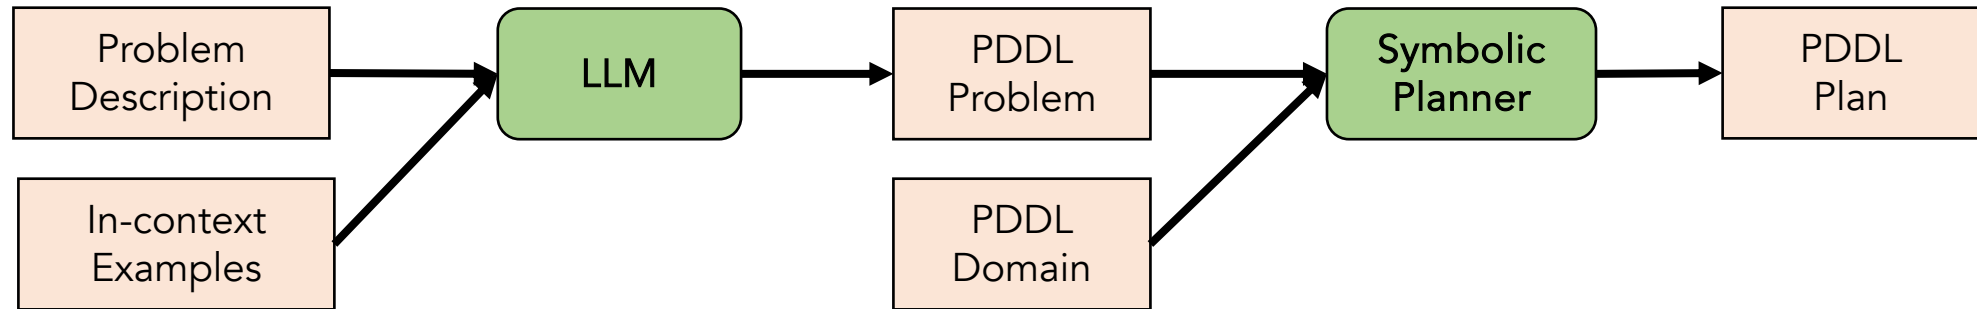 Problem
Description
LLM
PDDL
Problem
Symbolic
Planner
PDDL
Plan
In-context
Examples
PDDL
Domain